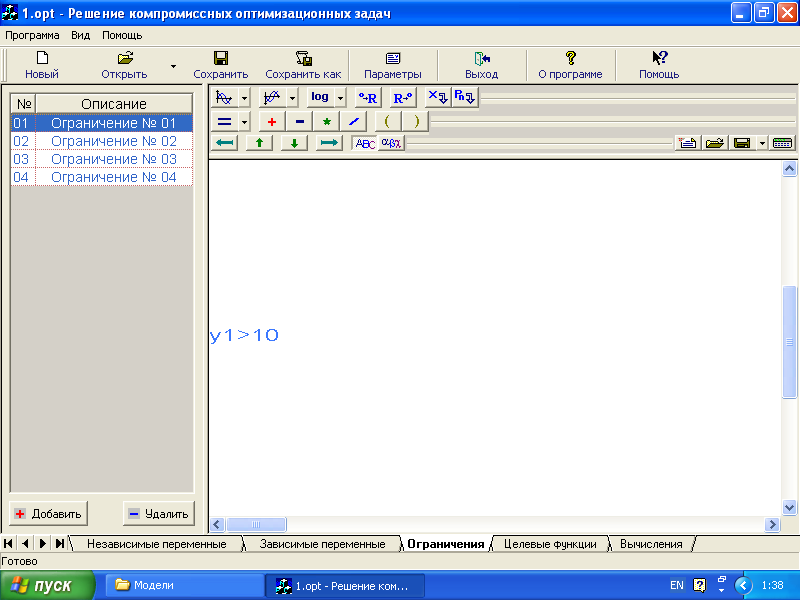 1.opt - Решение компромиссных оптимизационных задач
Программа Вид Помощь
Новый Открыть Сохранить Сохранить как Параметры Выход О программе Помощь
№ Описание
01 Ограничение № 01
02 Ограничение № 02
03 Ограничение № 03
04 Ограничение № 04
log R R × Pn
= + - * / ( )
ABC αβχ
y1>10
+ Добавить - Удалить
Независимые переменные Зависимые переменные Ограничения Целевые функции Вычисления
Готово
пуск Модели 1.opt - Решение ком... EN 1:38